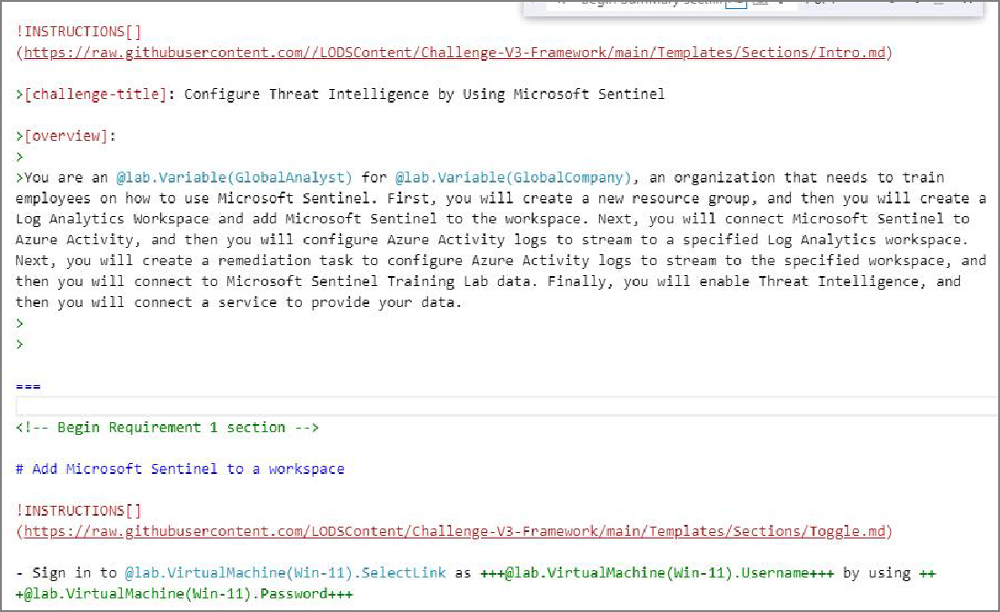 !INSTRUCTIONS[]
(https://raw.githubusercontent.com//LODSContent/Challenge-V3-Framework/main/Templates/Sections/Intro.md)
>[challenge-title]: Configure Threat Intelligence by Using Microsoft Sentinel
>[overview]:
>
>You are an @lab.Variable(GlobalAnalyst) for @lab.Variable(GlobalCompany), an organization that needs to train
employees on how to use Microsoft Sentinel. First, you will create a new resource group, and then you will create a
Log Analytics Workspace and add Microsoft Sentinel to the workspace. Next, you will connect Microsoft Sentinel to
Azure Activity, and then you will configure Azure Activity logs to stream to a specified Log Analytics workspace.
Next, you will create a remediation task to configure Azure Activity logs to stream to the specified workspace, and
then you will connect to Microsoft Sentinel Training Lab data. Finally, you will enable Threat Intelligence, and
then you will connect a service to provide your data.
>
>
===
<!-- Begin Requirement 1 section -->
# Add Microsoft Sentinel to a workspace
!INSTRUCTIONS[]
(https://raw.githubusercontent.com/LODSContent/Challenge-V3-Framework/main/Templates/Sections/Toggle.md)
- Sign in to @lab.VirtualMachine(Win-11).SelectLink as +++@lab.VirtualMachine(Win-11).Username+++ by using ++
+@lab.VirtualMachine(Win-11).Password+++